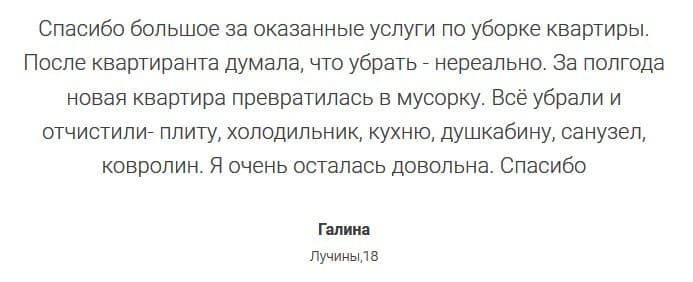 Спасибо большое за оказанные услуги по уборке квартиры.
После квартиранта думала, что убрать - нереально. За полгода
новая квартира превратилась в мусорку. Всё убрали и
отчистили- плиту, холодильник, кухню, душкабину, санузел,
ковролин. Я очень осталась довольна. Спасибо
Галина
Лучины,18